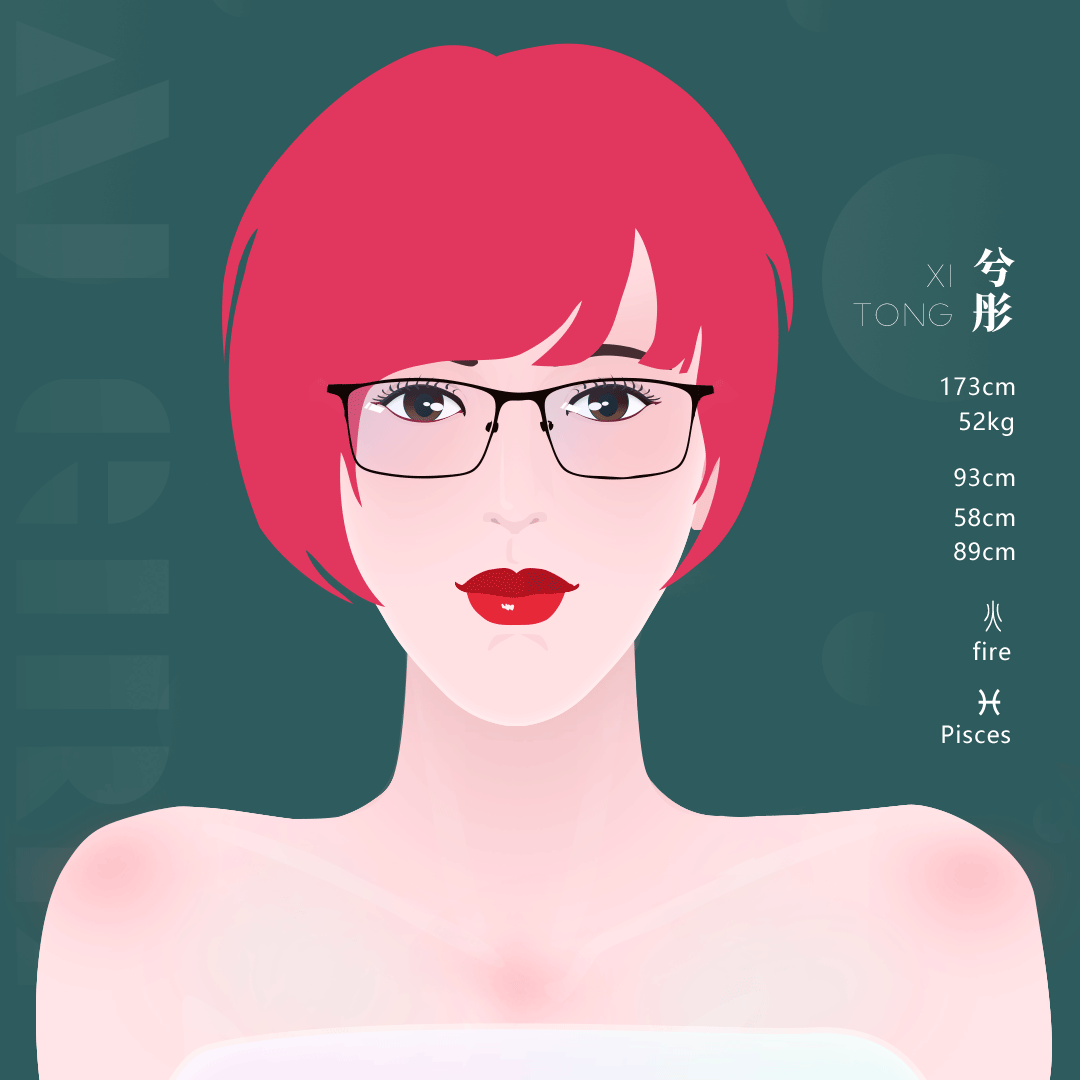 兮彤
XI
TONG
173cm
52kg
93cm
58cm
89cm
火
fire
♓
Pisces